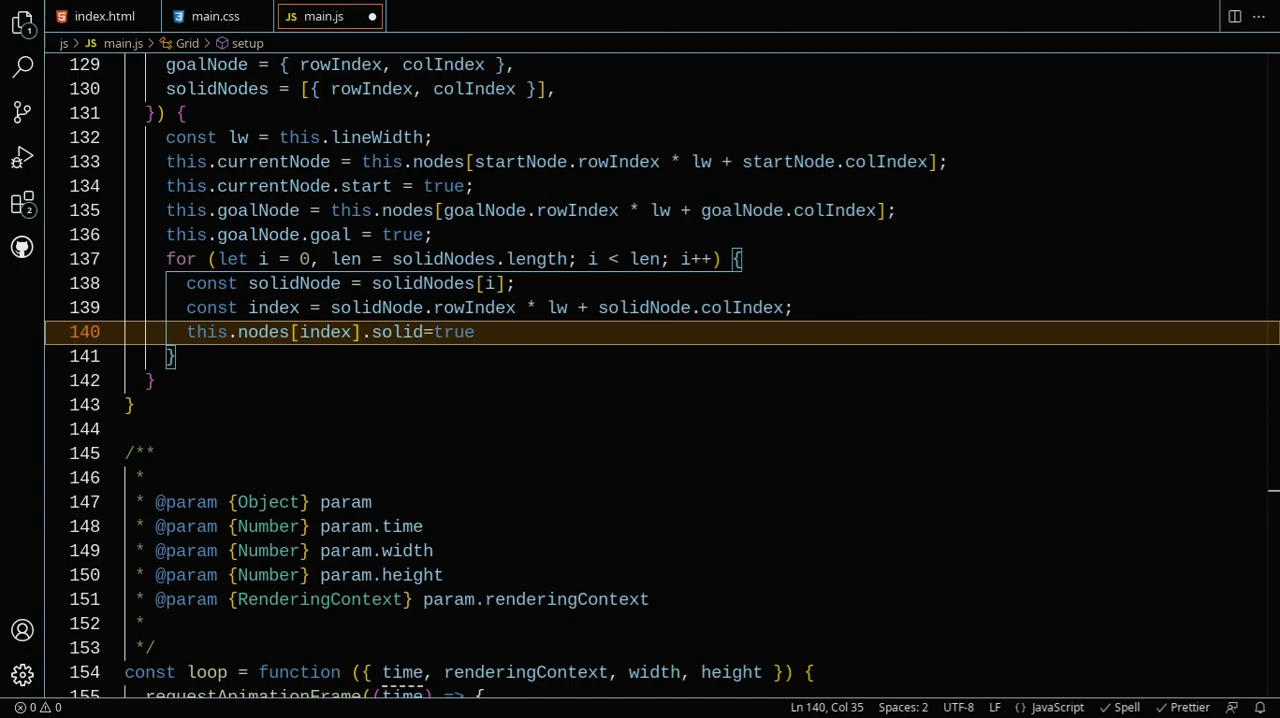 index.html
main.css
JS main.js
js > JS main.js > Grid > setup
129 goalNode = { rowIndex, colIndex },
130 solidNodes = [{ rowIndex, colIndex }],
131 }) {
132 const lw = this.lineWidth;
133 this.currentNode = this.nodes[startNode.rowIndex * lw + startNode.colIndex];
134 this.currentNode.start = true;
135 this.goalNode = this.nodes[goalNode.rowIndex * lw + goalNode.colIndex];
136 this.goalNode.goal = true;
137 for (let i = 0, len = solidNodes.length; i < len; i++) {
138 const solidNode = solidNodes[i];
139 const index = solidNode.rowIndex * lw + solidNode.colIndex;
140 this.nodes[index].solid=true
141 }
142 }
143 }
144
145 /**
146 *
147 * @param {Object} param
148 * @param {Number} param.time
149 * @param {Number} param.width
150 * @param {Number} param.height
151 * @param {RenderingContext} param.renderingContext
152 *
153 */
154 const loop = function ({ time, renderingContext, width, height }) {
155 requestAnimationFrame((time) => {
1
2
0 0
Ln 140, Col 35
Spaces: 2
UTF-8
LF
{ } JavaScript
Spell
Prettier